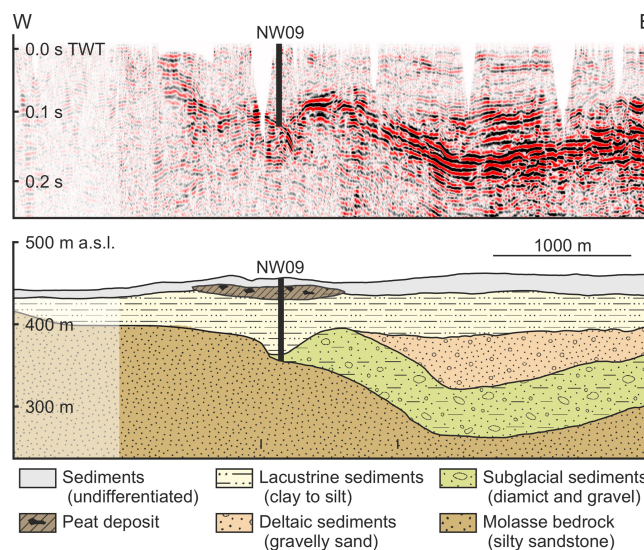 W
E
NW09
0.0 s TWT
0.1 s
0.2 s
500 m a.s.l.
1000 m
NW09
400 m
300 m
Sediments
(undifferentiated)
Lacustrine sediments
(clay to silt)
Subglacial sediments
(diamict and gravel)
Peat deposit
Deltaic sediments
(gravelly sand)
Molasse bedrock
(silty sandstone)